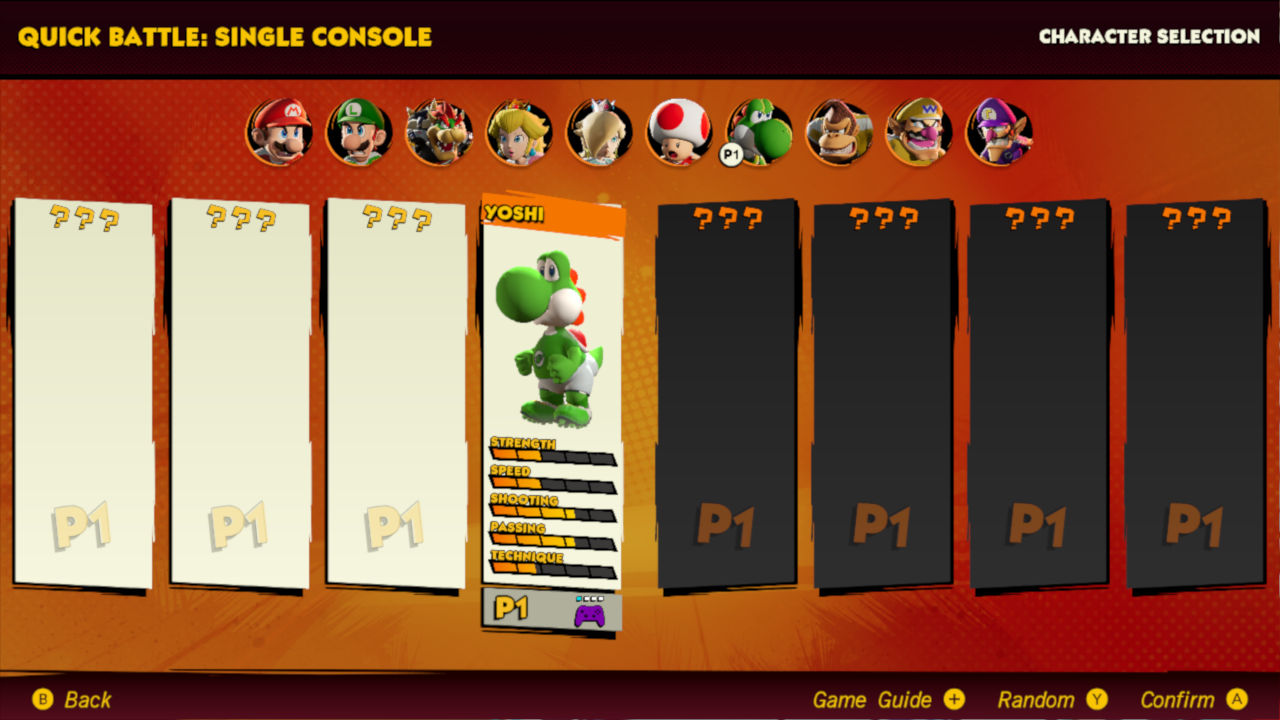 QUICK BATTLE: SINGLE CONSOLE
CHARACTER SELECTION
P1
???
???
???
YOSHI
???
???
???
???
STRENGTH
SPEED
SHOOTING
PASSING
TECHNIQUE
P1
P1
P1
P1
P1
P1
P1
P1
B Back
Game Guide +
Random Y
Confirm A